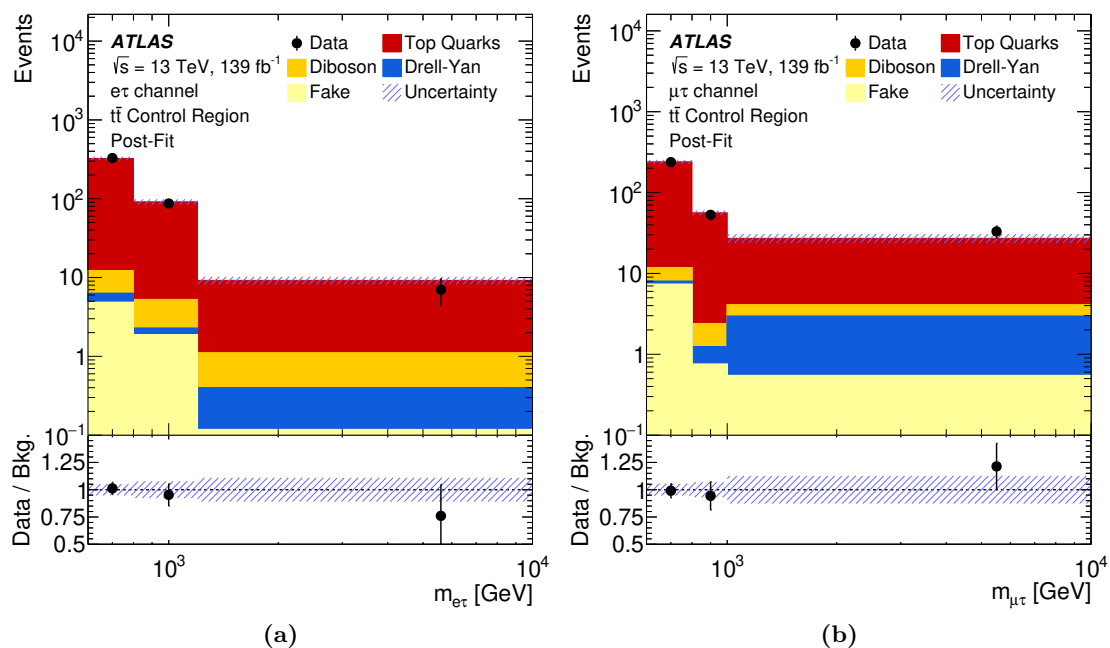 Events
10⁴
10³
10²
10
1
10⁻¹
ATLAS
√s = 13 TeV, 139 fb⁻¹
eτ channel
tt̄ Control Region
Post-Fit
Data
Top Quarks
Diboson
Drell-Yan
Fake
Uncertainty
Data / Bkg.
1.25
1
0.75
0.5
10³
10⁴
m_eτ [GeV]
(a)
Events
10⁴
10³
10²
10
1
10⁻¹
ATLAS
√s = 13 TeV, 139 fb⁻¹
μτ channel
tt̄ Control Region
Post-Fit
Data
Top Quarks
Diboson
Drell-Yan
Fake
Uncertainty
Data / Bkg.
1.25
1
0.75
0.5
10³
10⁴
m_μτ [GeV]
(b)